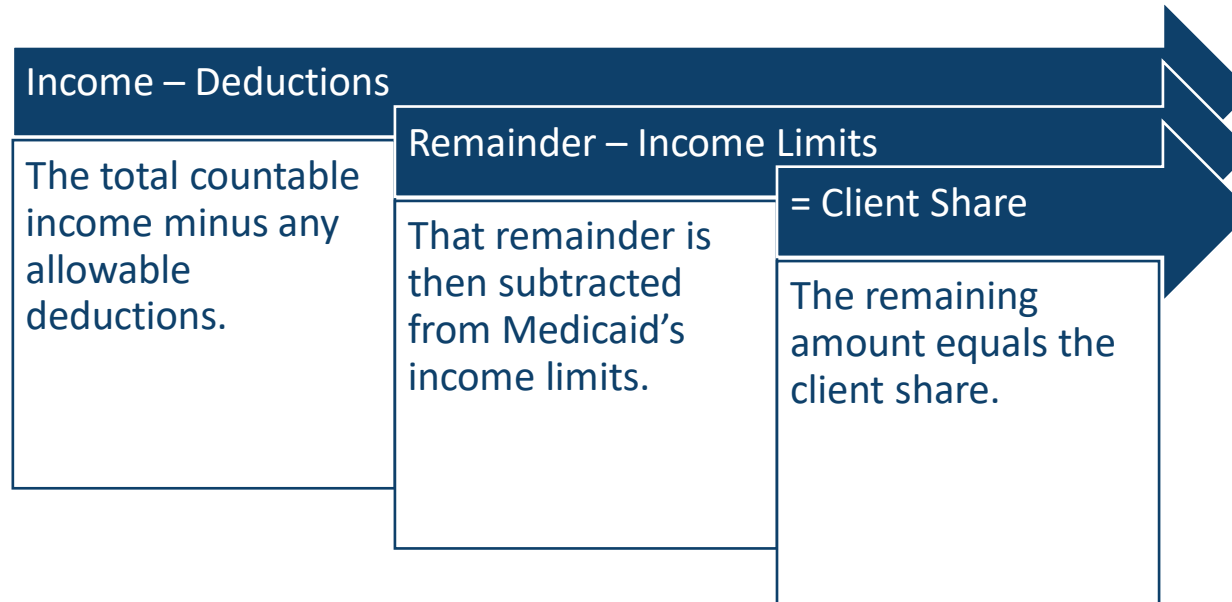 Income – Deductions
The total countable
income minus any
allowable
deductions.
Remainder – Income Limits
That remainder is
then subtracted
from Medicaid’s
income limits.
= Client Share
The remaining
amount equals the
client share.